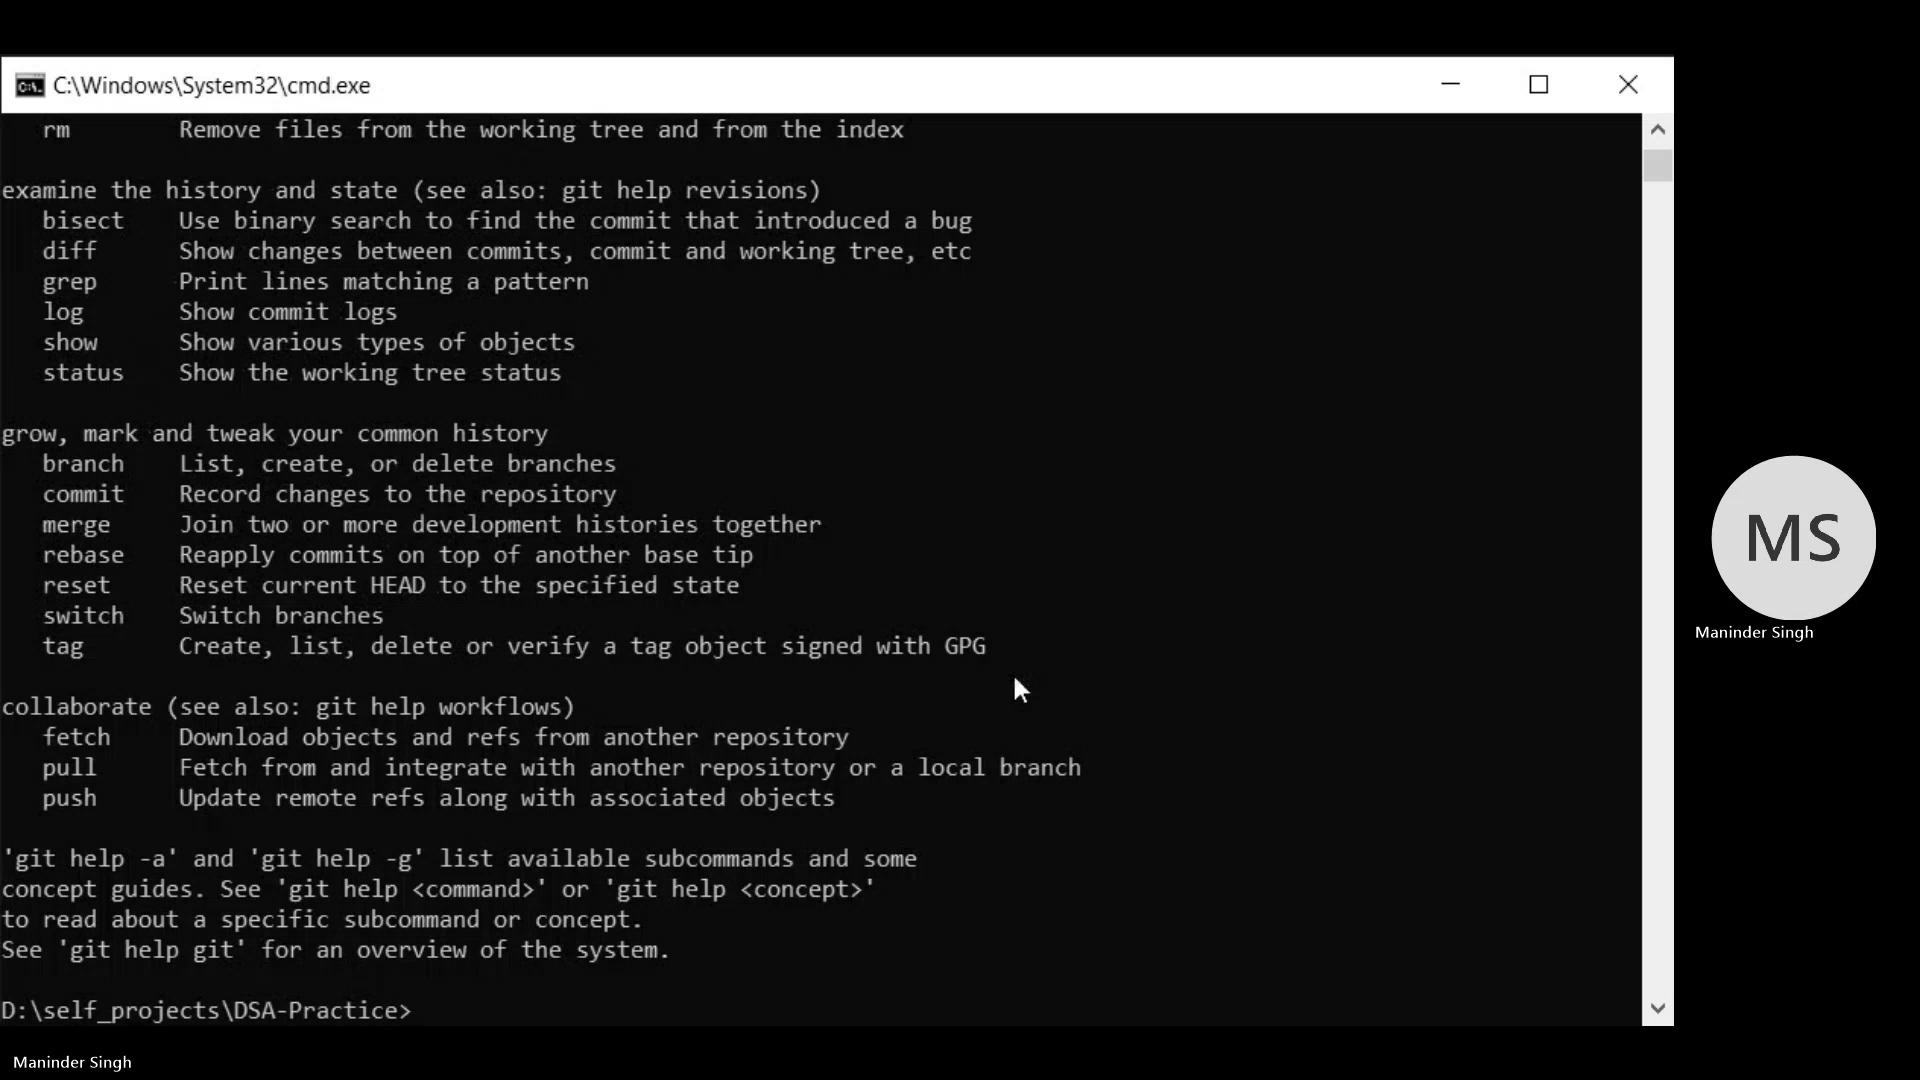 C:\Windows\System32\cmd.exe
rm Remove files from the working tree and from the index
examine the history and state (see also: git help revisions)
bisect Use binary search to find the commit that introduced a bug
diff Show changes between commits, commit and working tree, etc
grep Print lines matching a pattern
log Show commit logs
show Show various types of objects
status Show the working tree status
grow, mark and tweak your common history
branch List, create, or delete branches
commit Record changes to the repository
merge Join two or more development histories together
rebase Reapply commits on top of another base tip
reset Reset current HEAD to the specified state
switch Switch branches
tag Create, list, delete or verify a tag object signed with GPG
collaborate (see also: git help workflows)
fetch Download objects and refs from another repository
pull Fetch from and integrate with another repository or a local branch
push Update remote refs along with associated objects
'git help -a' and 'git help -g' list available subcommands and some
concept guides. See 'git help <command>' or 'git help <concept>'
to read about a specific subcommand or concept.
See 'git help git' for an overview of the system.
D:\self_projects\DSA-Practice>
MS
Maninder Singh
Maninder Singh